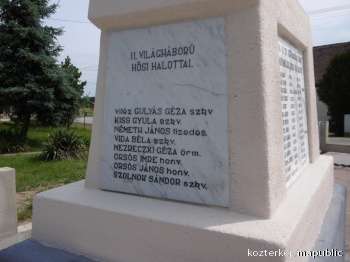 II. VILÁGHÁBORÚ
HŐSI HALOTTAI.
vitéz GULYÁS GÉZA szkv
KISS GYULA szkv.
NÉMETH JÁNOS tizedes.
VIDA BÉLA szkv.
MEZRECZKI GÉZA őrm.
ORSÓS IMRE honv.
ORSÓS JÁNOS honv.
SZOLNOK SÁNDOR szkv.
kozterkep.mapublic